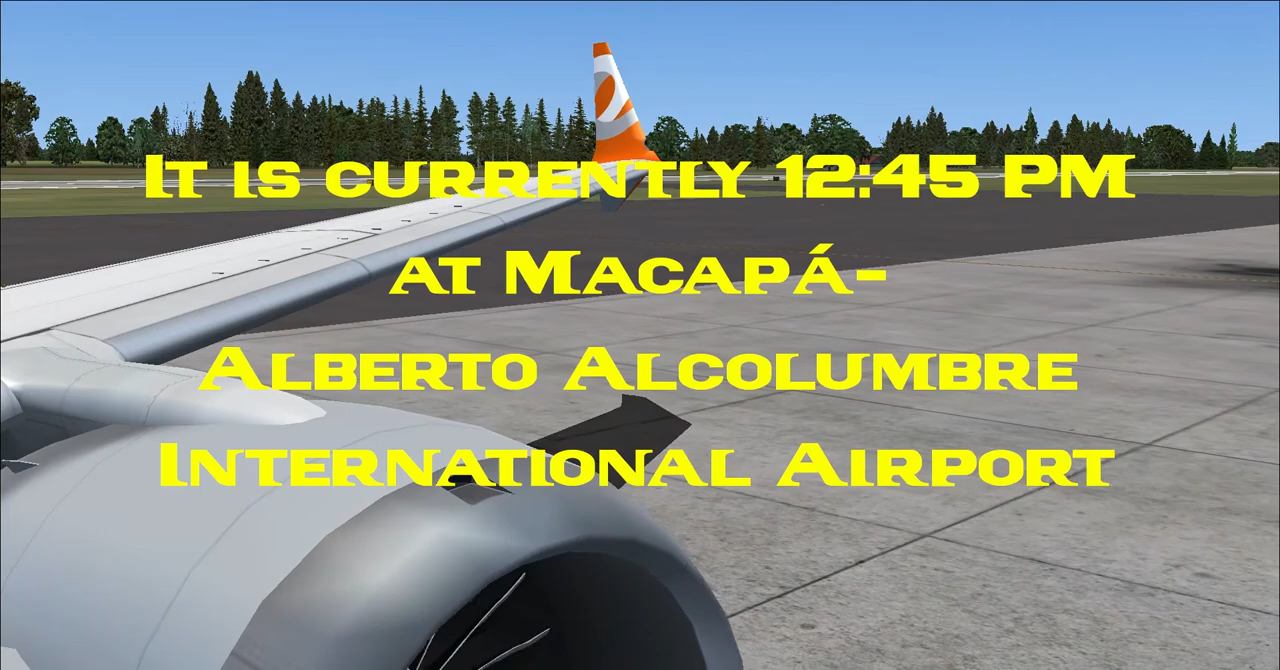 It is currently 12:45 PM
at Macapá-
Alberto Alcolumbre
International Airport